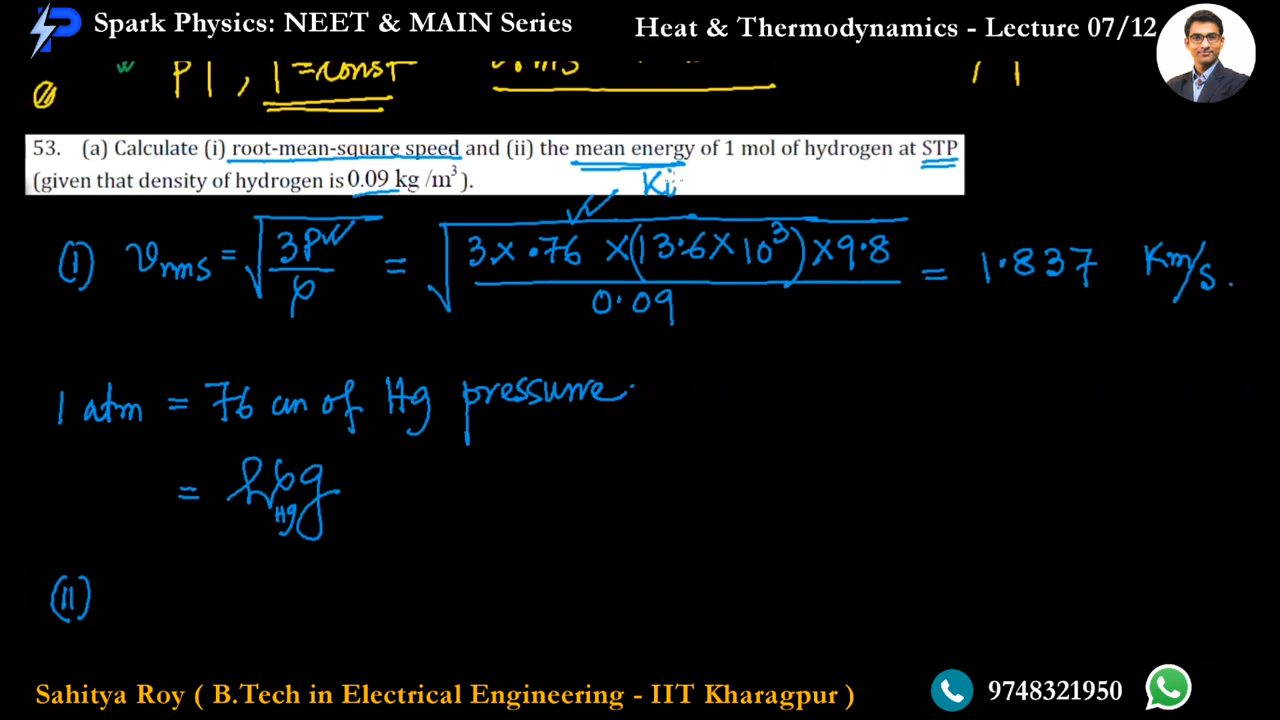 Spark Physics: NEET & MAIN Series
Heat & Thermodynamics - Lecture 07/12
53. (a) Calculate (i) root-mean-square speed and (ii) the mean energy of 1 mol of hydrogen at STP
(given that density of hydrogen is 0.09 kg /m³).
Ki
(I) vrms = √(3P/ρ) = √(3 × .76 × (13.6 × 10³) × 9.8 / 0.09) = 1.837 Km/s.
1 atm = 76 cm of Hg pressure.
= hρHg g
(II)
Sahitya Roy ( B.Tech in Electrical Engineering - IIT Kharagpur )
9748321950